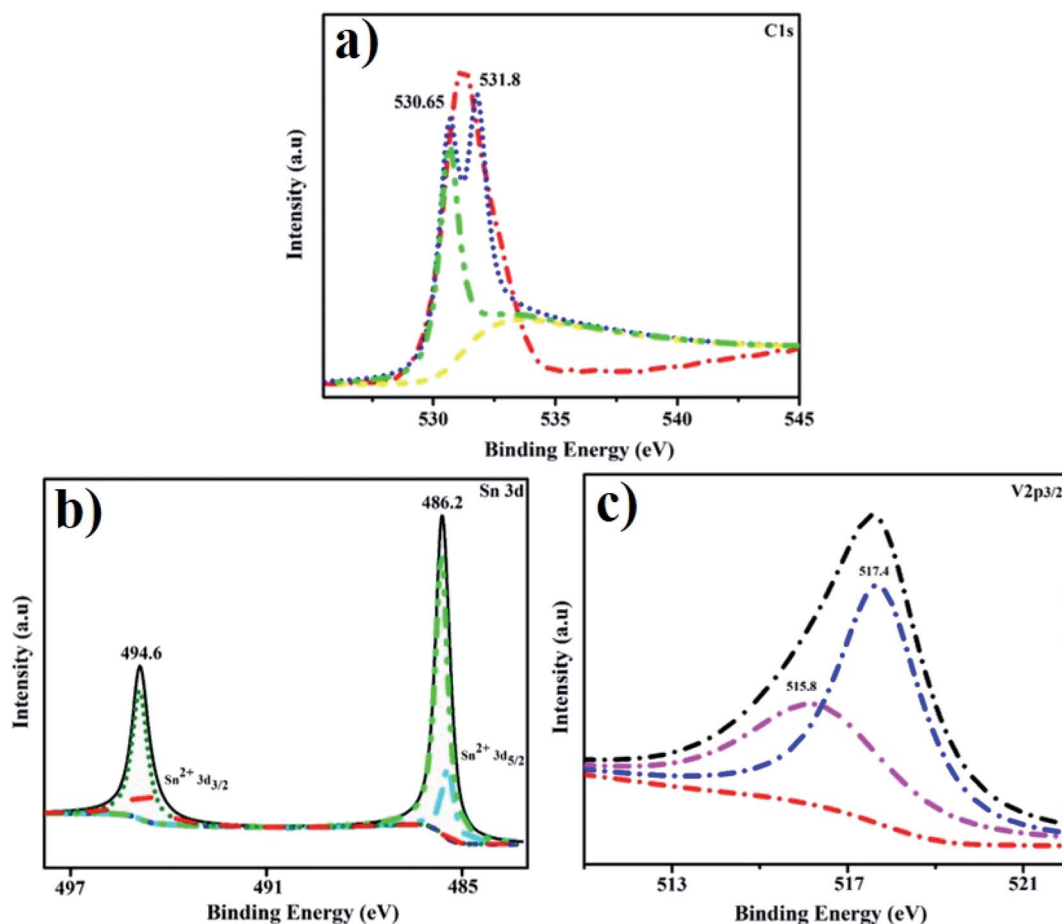 a)
C1s
530.65
531.8
Intensity (a.u)
530
535
540
545
Binding Energy (eV)
b)
Sn 3d
494.6
486.2
Sn2+ 3d3/2
Sn2+ 3d5/2
Intensity (a.u)
497
491
485
Binding Energy (eV)
c)
V2p3/2
517.4
515.8
Intensity (a.u)
513
517
521
Binding Energy (eV)